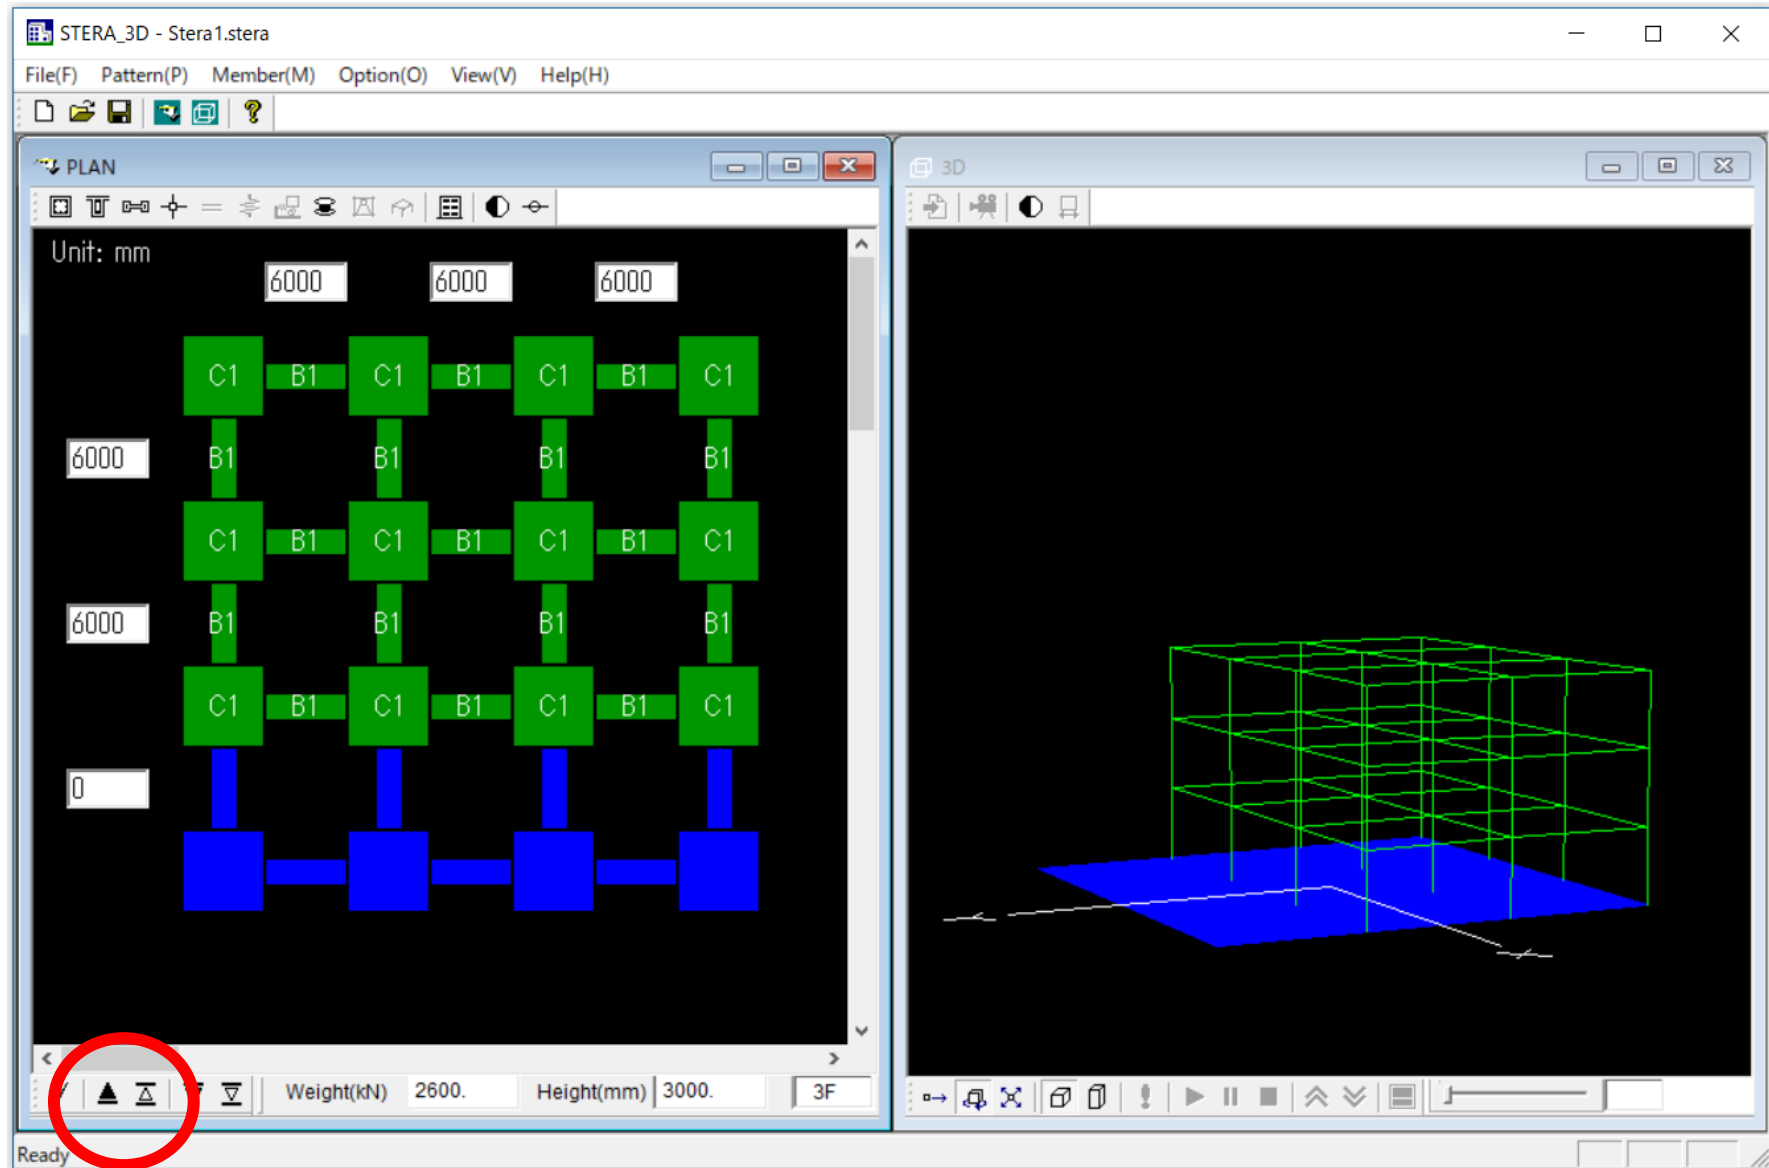 STERA_3D - Stera1.stera
File(F) Pattern(P) Member(M) Option(O) View(V) Help(H)
PLAN
3D
Unit: mm
6000 6000 6000
C1 B1 C1 B1 C1 B1 C1
6000 B1 B1 B1 B1
C1 B1 C1 B1 C1 B1 C1
6000 B1 B1 B1 B1
C1 B1 C1 B1 C1 B1 C1
0
Weight(kN) 2600. Height(mm) 3000. 3F
Ready